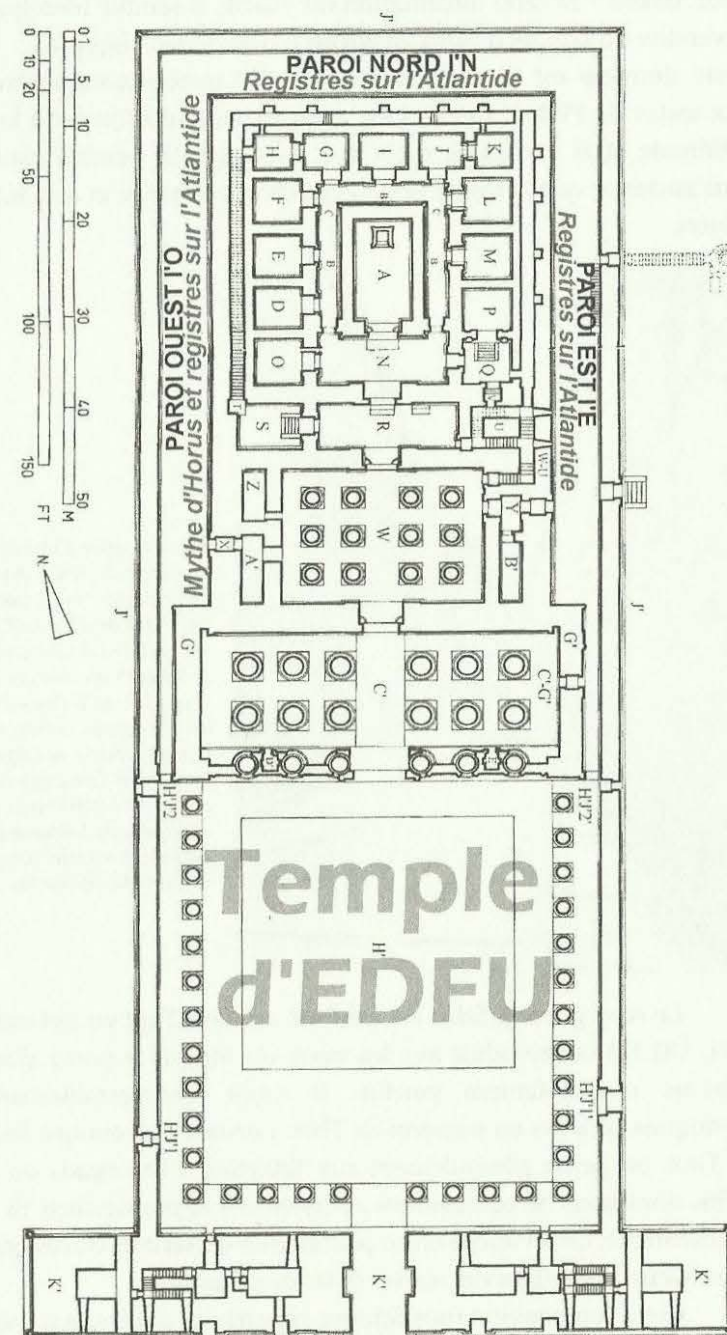 PAROI NORD I'N
Registres sur l'Atlantide
PAROI OUEST I'O
Mythe d'Horus et registres sur l'Atlantide
PAROI EST I'E
Registres sur l'Atlantide
0 5 10 20 30 40 50 M
0 10 20 50 100 150 FT
N
J'
H G I J K
F B L
C C
E B A B M
D P
O N Q
S R U
Z W Y
X A' B'
J' J'
G' G'
C' C'-G'
D' E'
H'J'2 H'J'2'
Temple
d'EDFU
H'
H'J'1 H'J'1'
K' K' K'